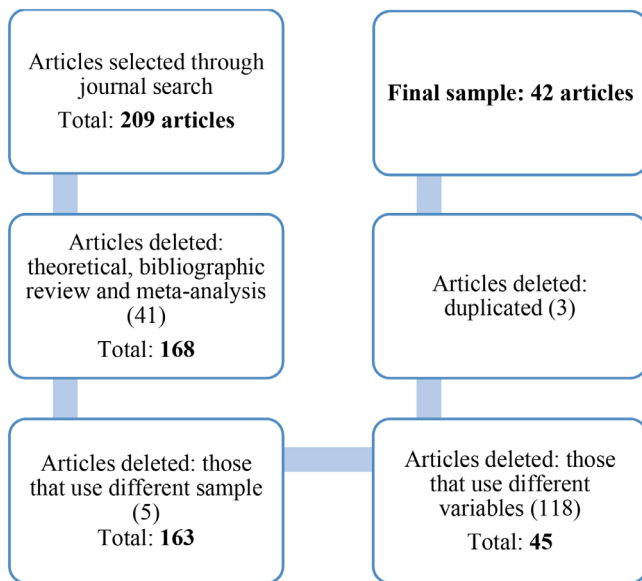 Articles selected through
journal search
Total: 209 articles
Articles deleted:
theoretical, bibliographic
review and meta-analysis
(41)
Total: 168
Articles deleted: those
that use different sample
(5)
Total: 163
Articles deleted: those
that use different
variables (118)
Total: 45
Articles deleted:
duplicated (3)
Final sample: 42 articles